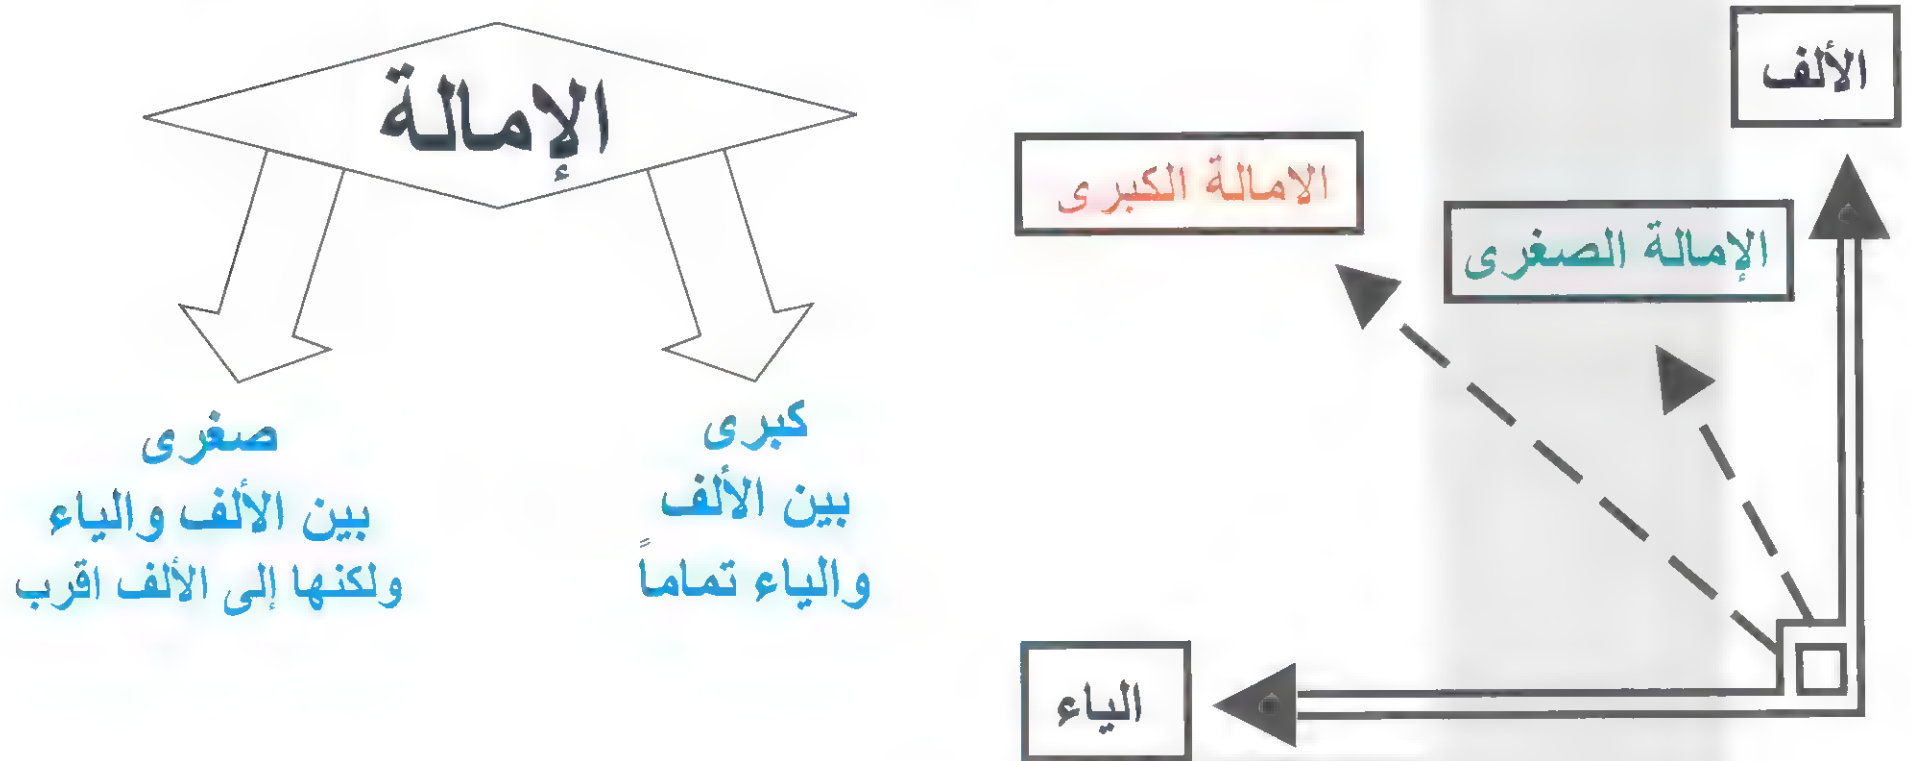 الألف
الامالة الكبرى
الإمالة الصغرى
الياء
الإمالة
كبرى
بين الألف
والياء تماماً
صغرى
بين الألف والياء
ولكنها إلى الألف اقرب